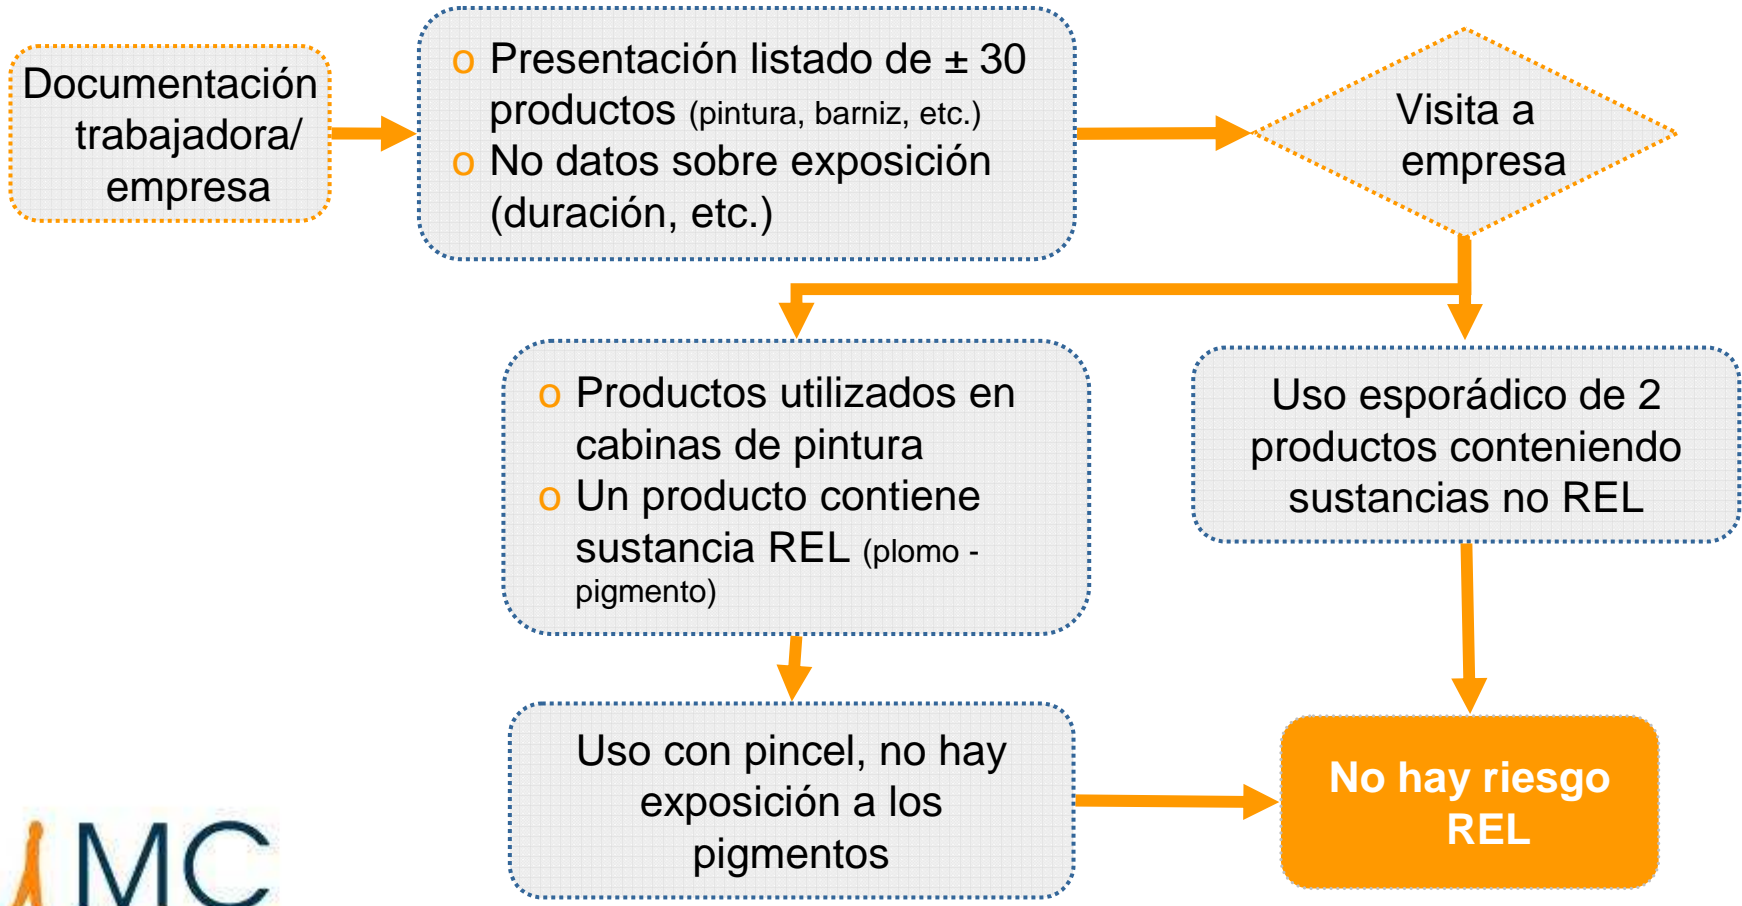 Documentación
trabajadora/
empresa
o Presentación listado de ± 30
productos (pintura, barniz, etc.)
o No datos sobre exposición
(duración, etc.)
Visita a
empresa
o Productos utilizados en
cabinas de pintura
o Un producto contiene
sustancia REL (plomo -
pigmento)
Uso esporádico de 2
productos conteniendo
sustancias no REL
Uso con pincel, no hay
exposición a los
pigmentos
No hay riesgo
REL
MC